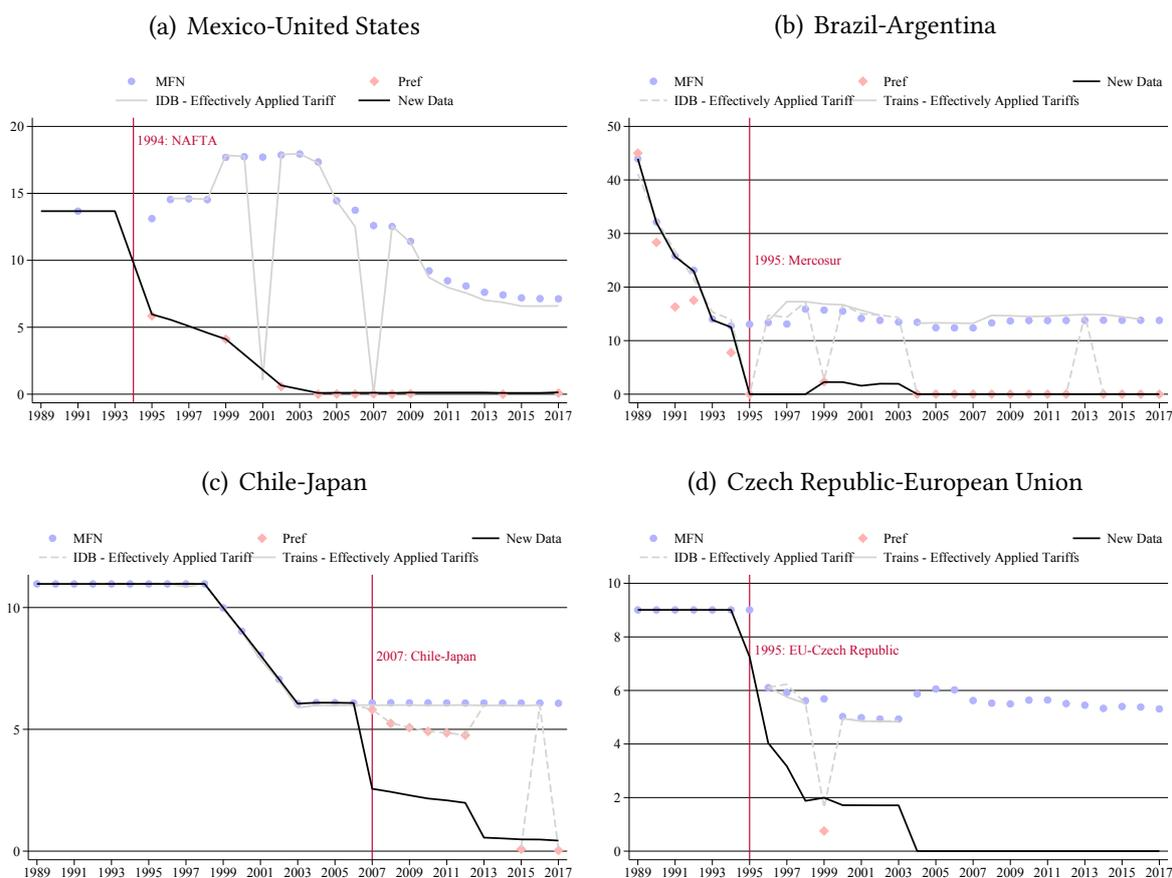 (a) Mexico-United States
MFN Pref
IDB - Effectively Applied Tariff New Data
20
15
10
5
0
1994: NAFTA
1989 1991 1993 1995 1997 1999 2001 2003 2005 2007 2009 2011 2013 2015 2017
(b) Brazil-Argentina
MFN Pref New Data
IDB - Effectively Applied Tariff Trains - Effectively Applied Tariffs
50
40
30
20
10
0
1995: Mercosur
1989 1991 1993 1995 1997 1999 2001 2003 2005 2007 2009 2011 2013 2015 2017
(c) Chile-Japan
MFN Pref New Data
IDB - Effectively Applied Tariff Trains - Effectively Applied Tariffs
10
5
0
2007: Chile-Japan
1989 1991 1993 1995 1997 1999 2001 2003 2005 2007 2009 2011 2013 2015 2017
(d) Czech Republic-European Union
MFN Pref New Data
IDB - Effectively Applied Tariff Trains - Effectively Applied Tariffs
10
8
6
4
2
0
1995: EU-Czech Republic
1989 1991 1993 1995 1997 1999 2001 2003 2005 2007 2009 2011 2013 2015 2017